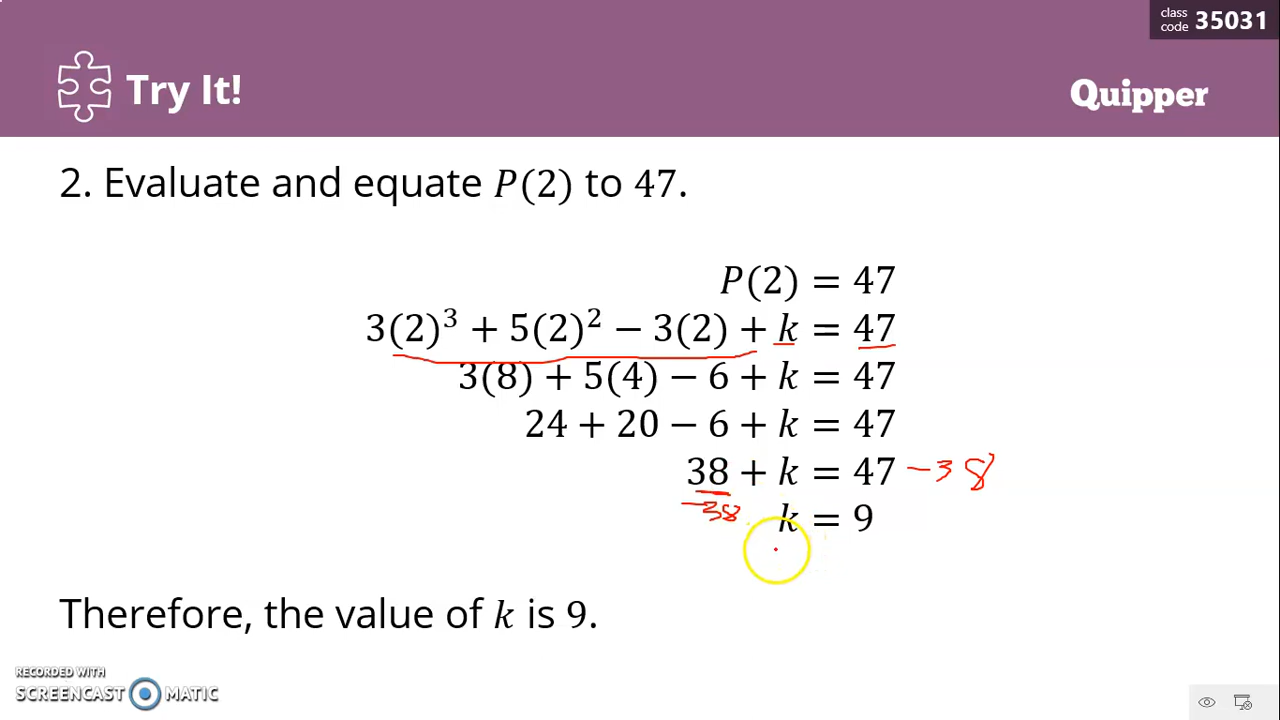 class
code 35031
Try It!
Quipper
2. Evaluate and equate P(2) to 47.
P(2) = 47
3(2)³ + 5(2)² − 3(2) + k = 47
3(8) + 5(4) − 6 + k = 47
24 + 20 − 6 + k = 47
38 + k = 47 −38
−38
k = 9
Therefore, the value of k is 9.
RECORDED WITH
SCREENCAST MATIC